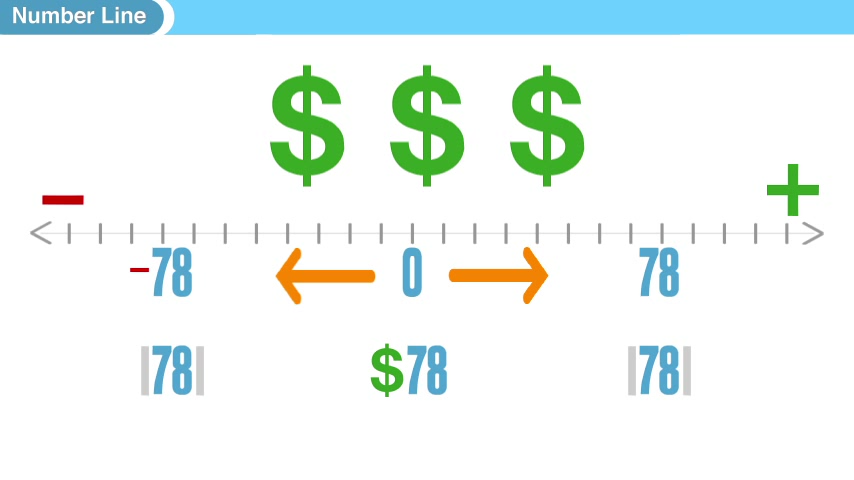 Number Line
$ $ $
− +
−78 0 78
|78| $78 |78|